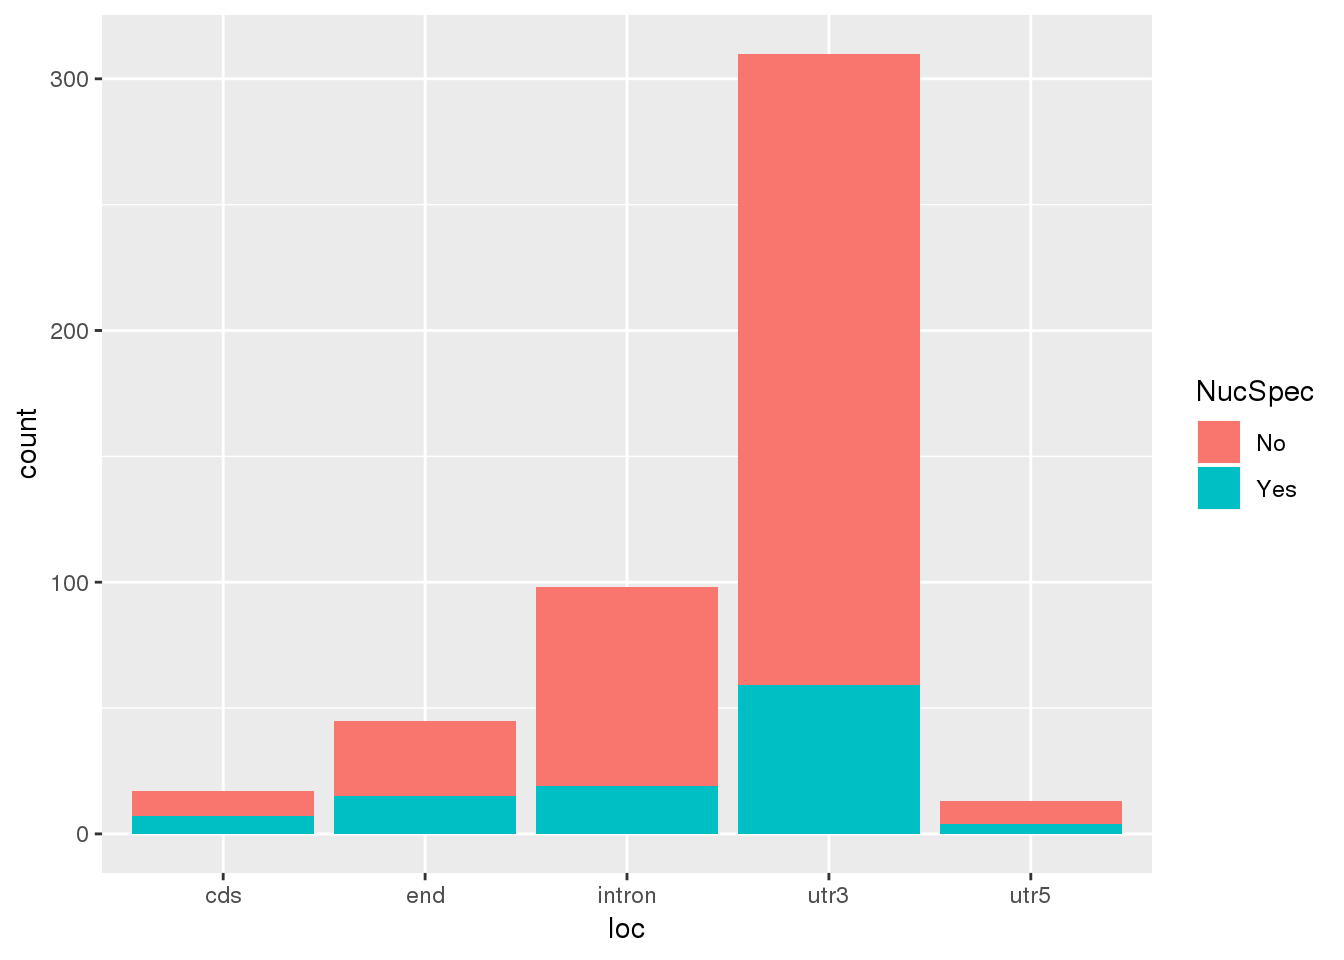 300
200
100
0
count
cds
end
intron
utr3
utr5
loc
NucSpec
No
Yes